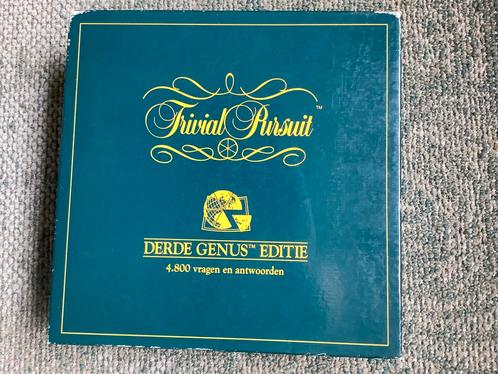 Trivial Pursuit™
DERDE GENUS™ EDITIE
4.800 vragen en antwoorden